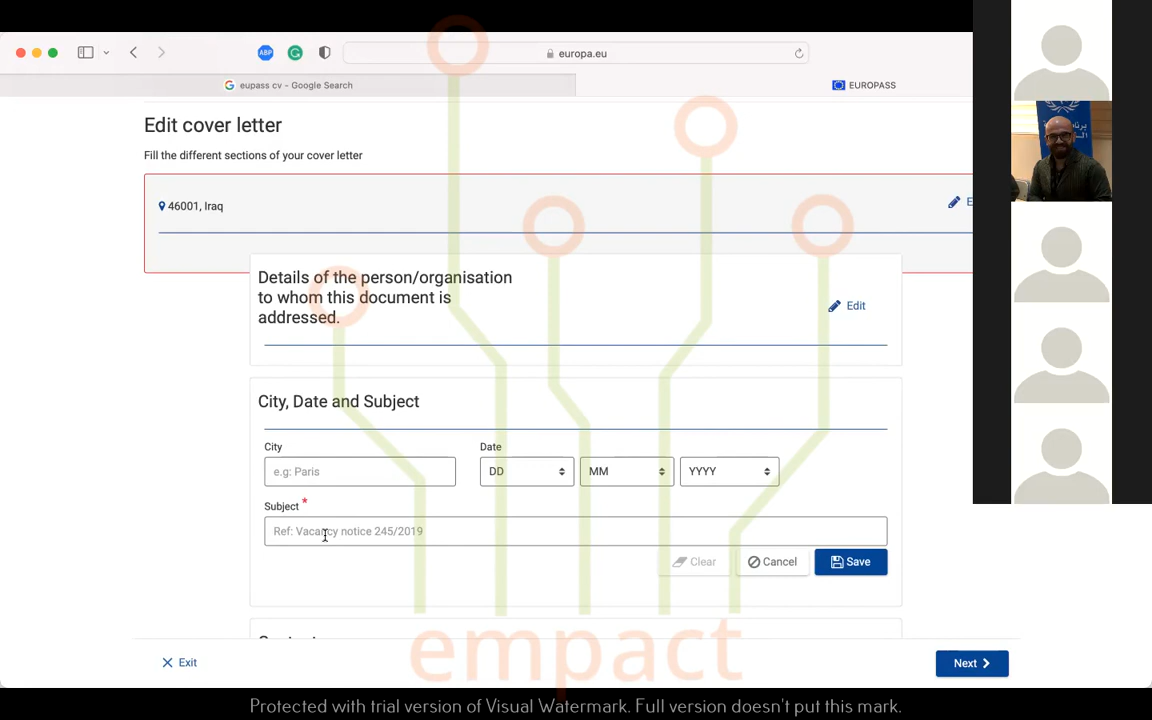 ABP
europa.eu
eupass cv - Google Search
EUROPASS
Edit cover letter
Fill the different sections of your cover letter
46001, Iraq
E
Details of the person/organisation
to whom this document is
addressed.
Edit
City, Date and Subject
City
Date
e.g: Paris
DD
MM
YYYY
Subject *
Ref: Vacancy notice 245/2019
Clear
Cancel
Save
Exit
Next
empact
Protected with trial version of Visual Watermark. Full version doesn't put this mark.